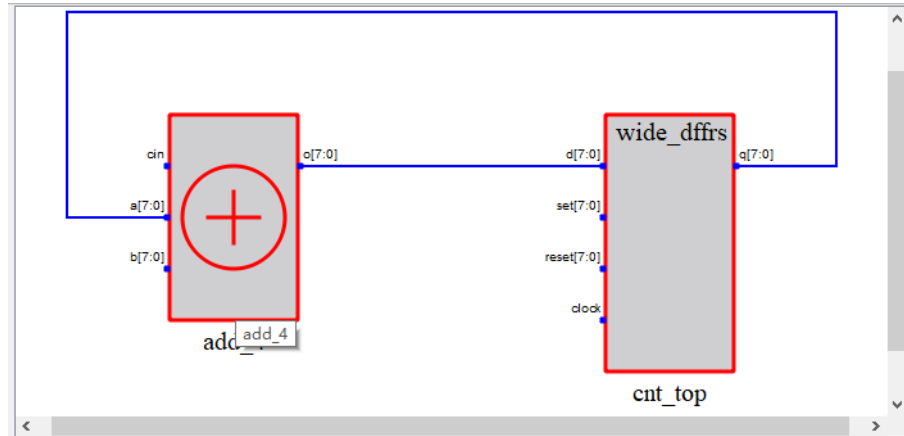 wide_dffrs
cin
o[7:0]
d[7:0]
q[7:0]
a[7:0]
set[7:0]
b[7:0]
reset[7:0]
clock
add_4
add_4
cnt_top